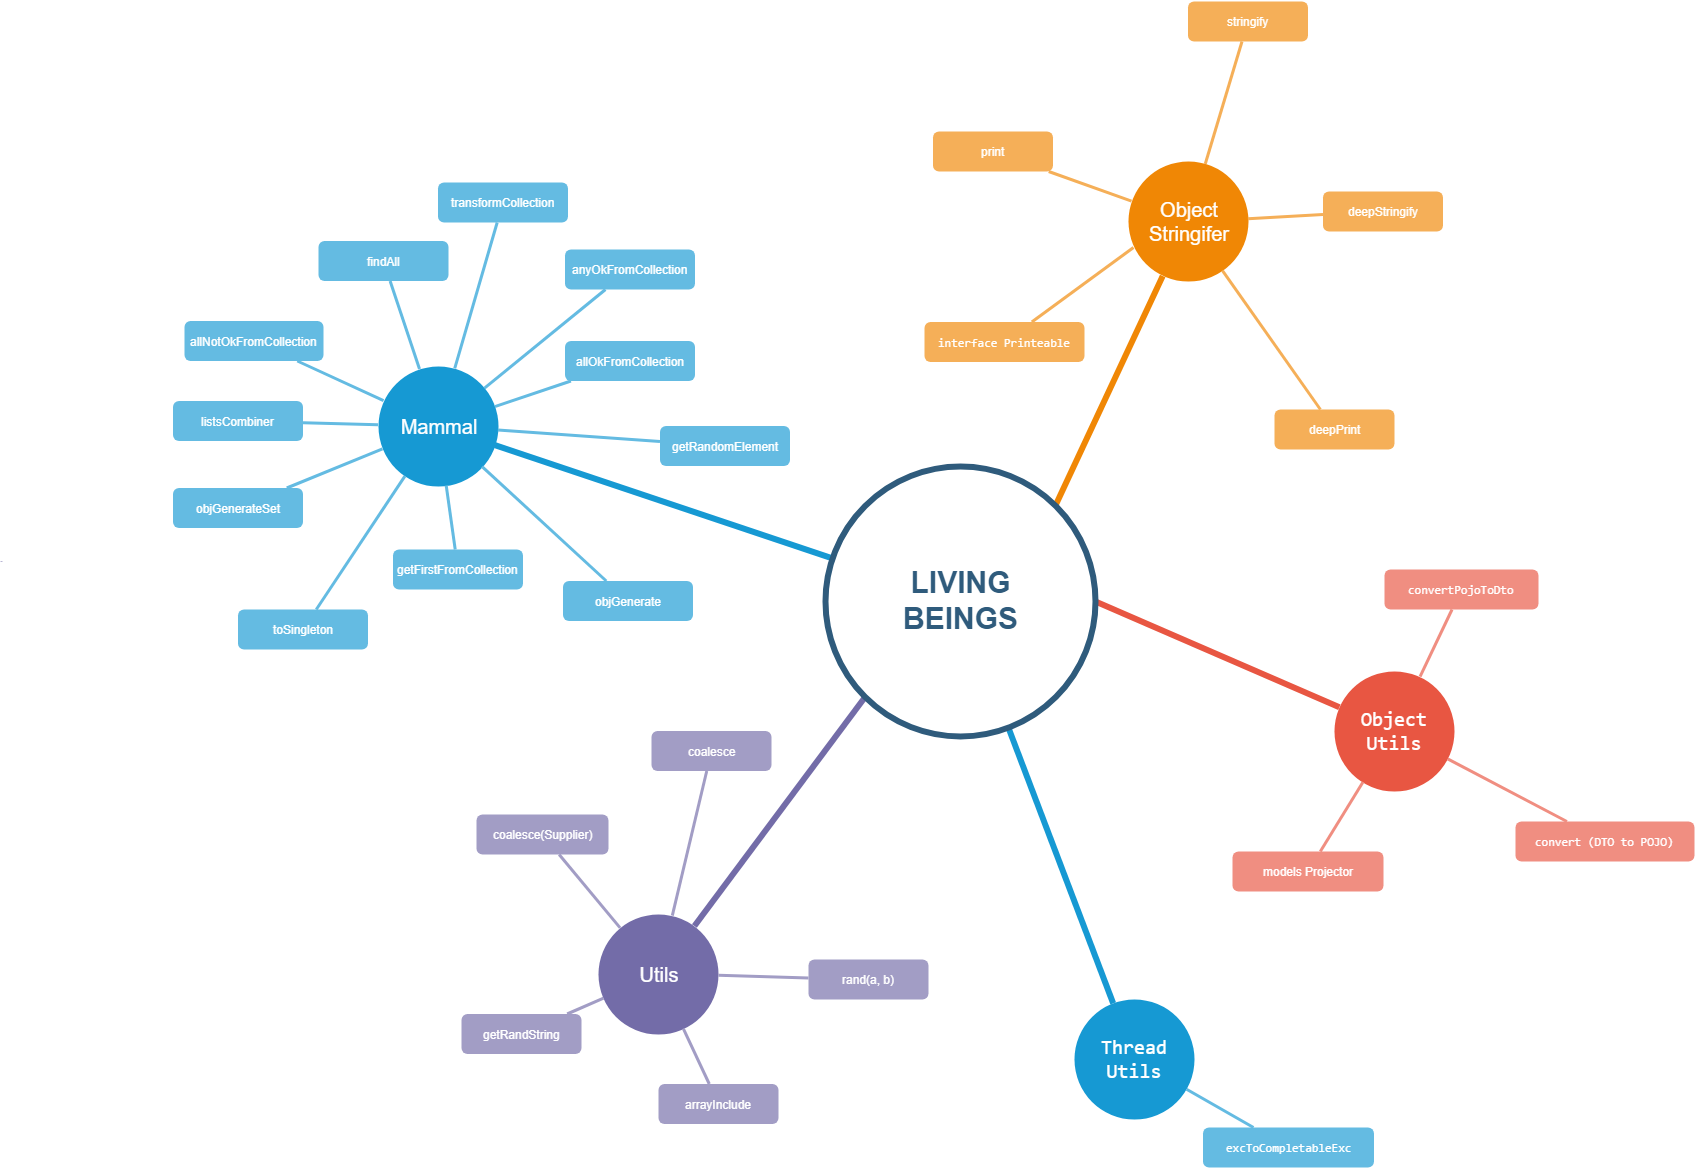 stringify
print
Object
Stringifer
deepStringify
interface Printeable
deepPrint
transformCollection
findAll
anyOkFromCollection
allNotOkFromCollection
allOkFromCollection
listsCombiner
Mammal
getRandomElement
objGenerateSet
getFirstFromCollection
objGenerate
toSingleton
LIVING
BEINGS
convertPojoToDto
Object
Utils
convert (DTO to POJO)
models Projector
coalesce
coalesce(Supplier)
Utils
rand(a, b)
getRandString
arrayInclude
Thread
Utils
excToCompletableExc